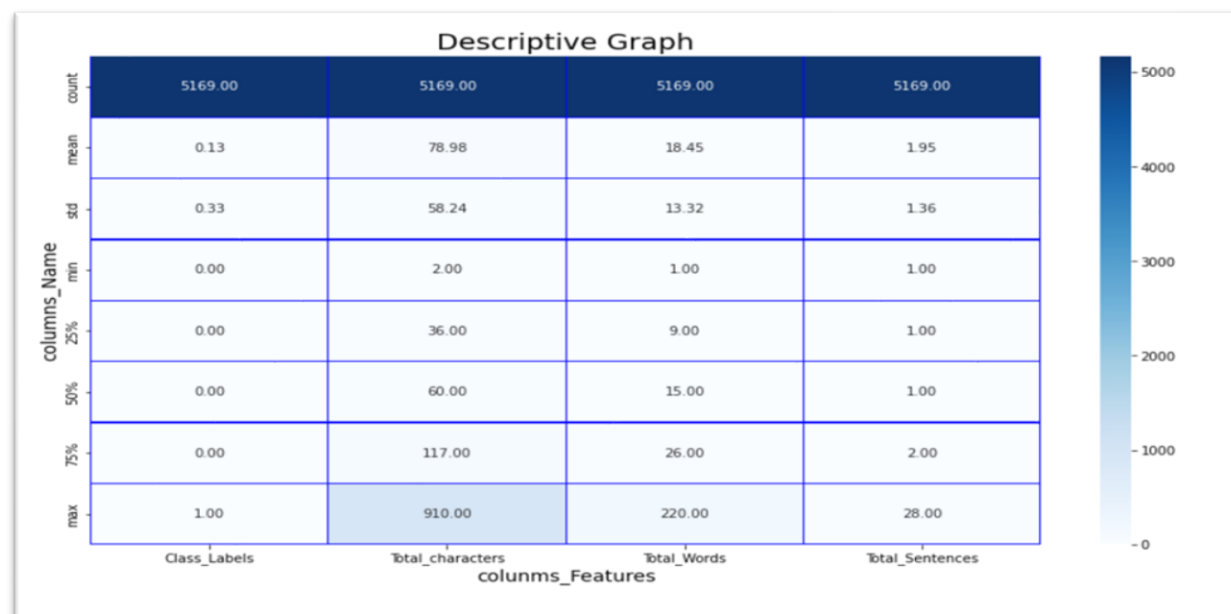 Descriptive Graph
columns_Name
count 5169.00 5169.00 5169.00 5169.00
mean 0.13 78.98 18.45 1.95
std 0.33 58.24 13.32 1.36
min 0.00 2.00 1.00 1.00
25% 0.00 36.00 9.00 1.00
50% 0.00 60.00 15.00 1.00
75% 0.00 117.00 26.00 2.00
max 1.00 910.00 220.00 28.00
Class_Labels Total_characters Total_Words Total_Sentences
colunms_Features
5000
4000
3000
2000
1000
0